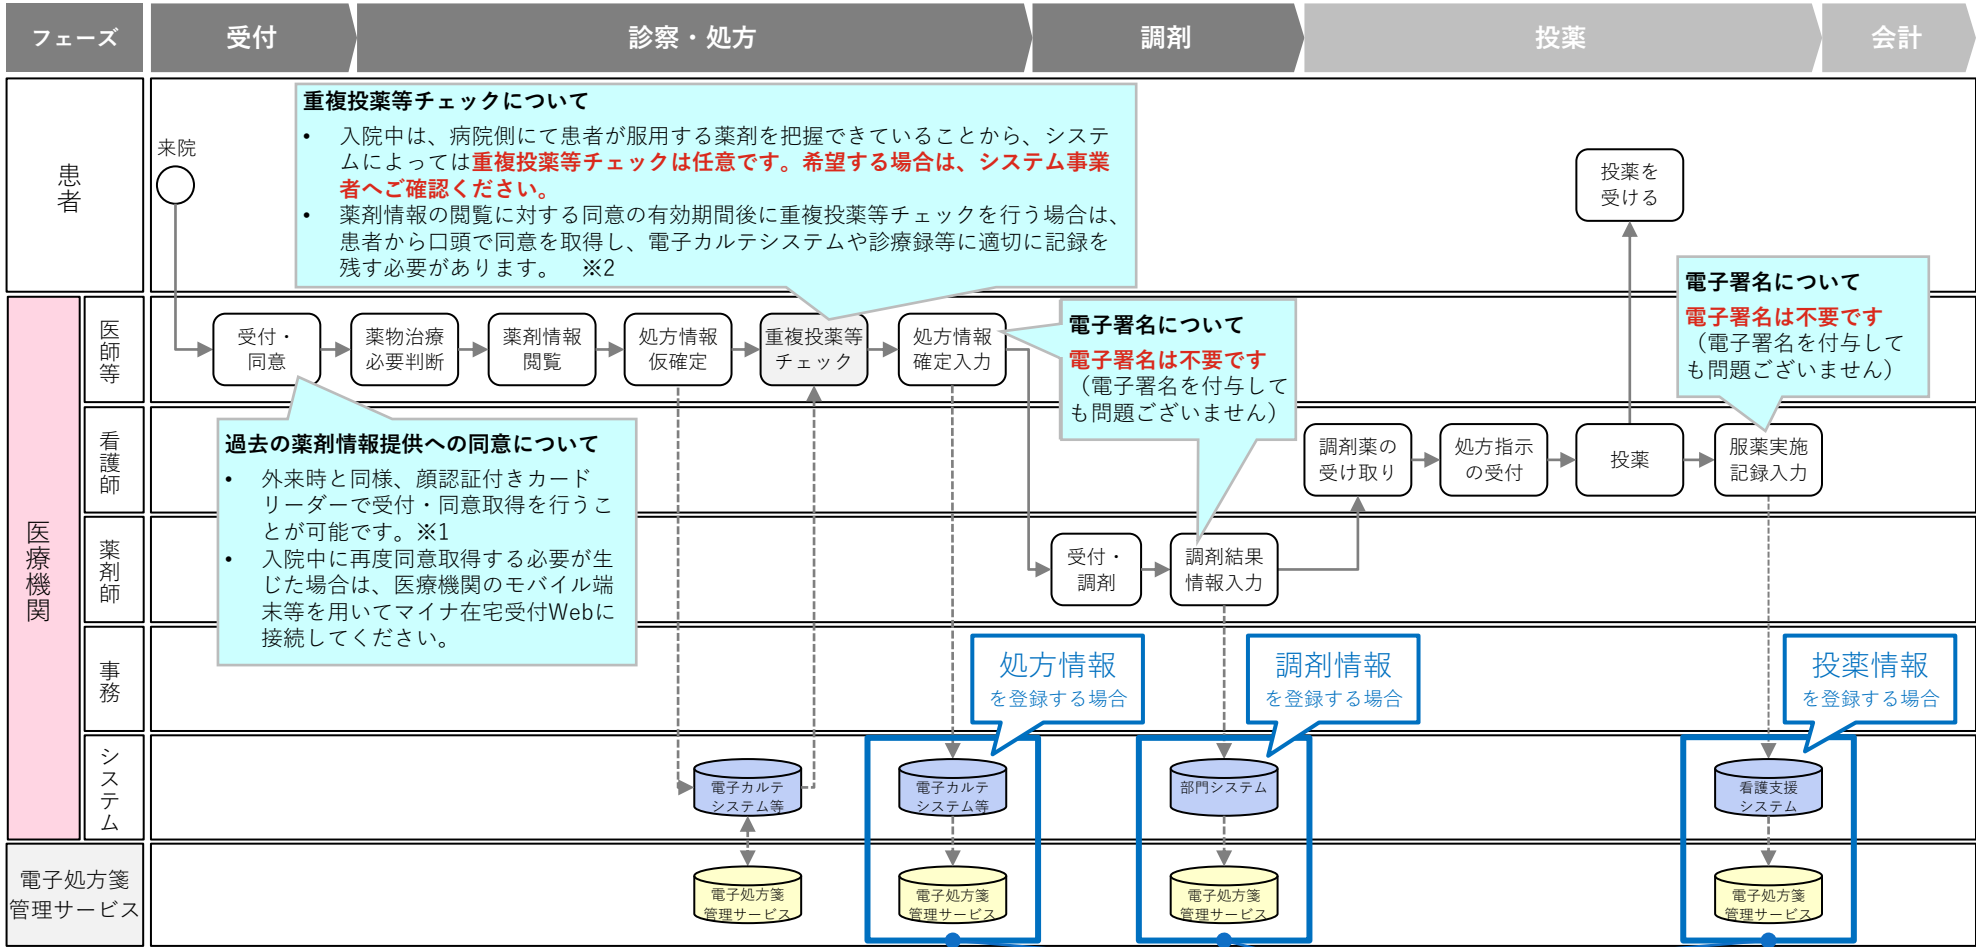 フェーズ
受付
診察・処方
調剤
投薬
会計
患者
来院
重複投薬等チェックについて
• 入院中は、病院側にて患者が服用する薬剤を把握できていることから、システ
ムによっては重複投薬等チェックは任意です。希望する場合は、システム事業
者へご確認ください。
• 薬剤情報の閲覧に対する同意の有効期間後に重複投薬等チェックを行う場合は、
患者から口頭で同意を取得し、電子カルテシステムや診療録等に適切に記録を
残す必要があります。 ※2
投薬を
受ける
医療機関
医師等
受付・
同意
薬物治療
必要判断
薬剤情報
閲覧
処方情報
仮確定
重複投薬等
チェック
処方情報
確定入力
電子署名について
電子署名は不要です
（電子署名を付与して
も問題ございません）
電子署名について
電子署名は不要です
（電子署名を付与して
も問題ございません）
看護師
過去の薬剤情報提供への同意について
• 外来時と同様、顔認証付きカード
リーダーで受付・同意取得を行うこ
とが可能です。※1
• 入院中に再度同意取得する必要が生
じた場合は、医療機関のモバイル端
末等を用いてマイナ在宅受付Webに
接続してください。
調剤薬の
受け取り
処方指示
の受付
投薬
服薬実施
記録入力
薬剤師
受付・
調剤
調剤結果
情報入力
事務
処方情報
を登録する場合
調剤情報
を登録する場合
投薬情報
を登録する場合
システム
電子カルテ
システム等
電子カルテ
システム等
部門システム
看護支援
システム
電子処方箋
管理サービス
電子処方箋
管理サービス
電子処方箋
管理サービス
電子処方箋
管理サービス
電子処方箋
管理サービス